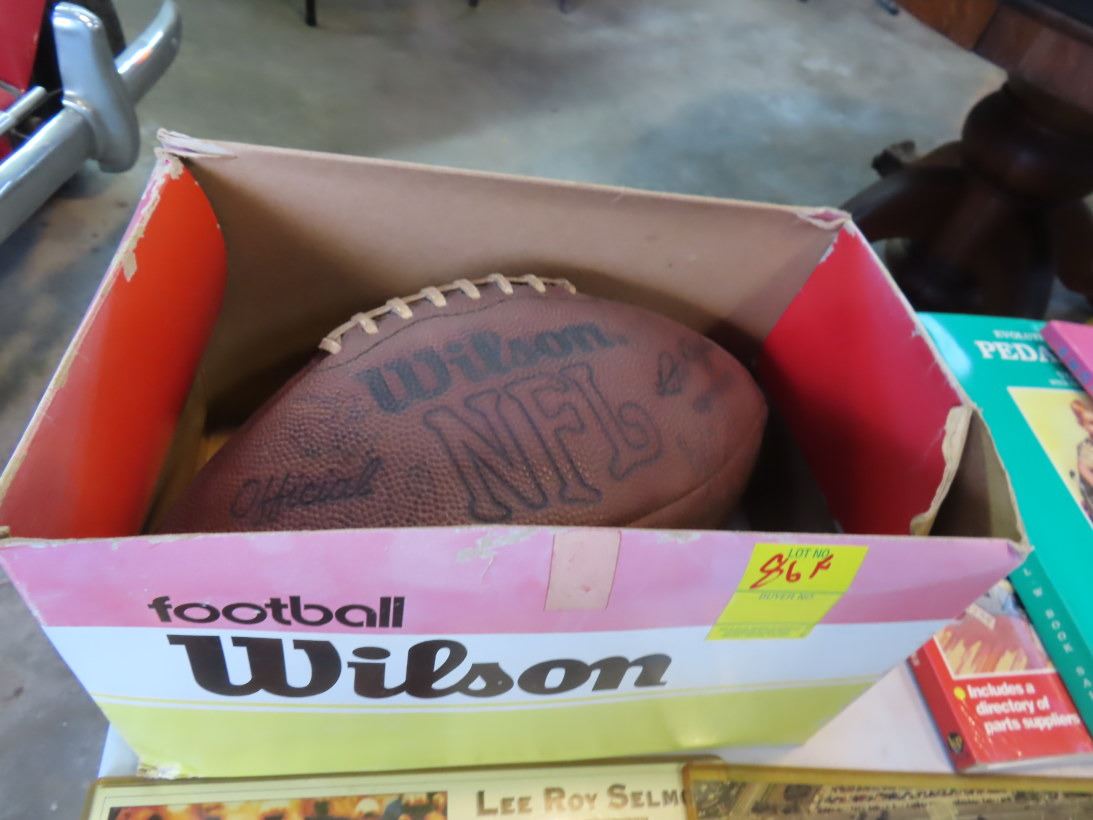 Wilson
NFL
Official
football
Wilson
LOT NO.
86 F
BUYER NO.
PEDA
Includes a
directory of
parts suppliers
LEE ROY SELM